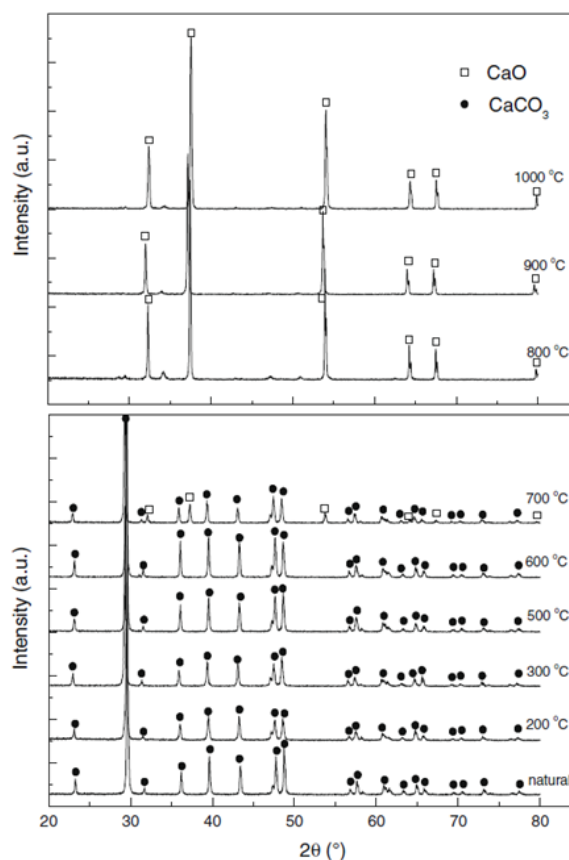 CaO
CaCO₃
Intensity (a.u.)
1000 °C
900 °C
800 °C
Intensity (a.u.)
700 °C
600 °C
500 °C
300 °C
200 °C
natural
20 30 40 50 60 70 80
2θ (°)